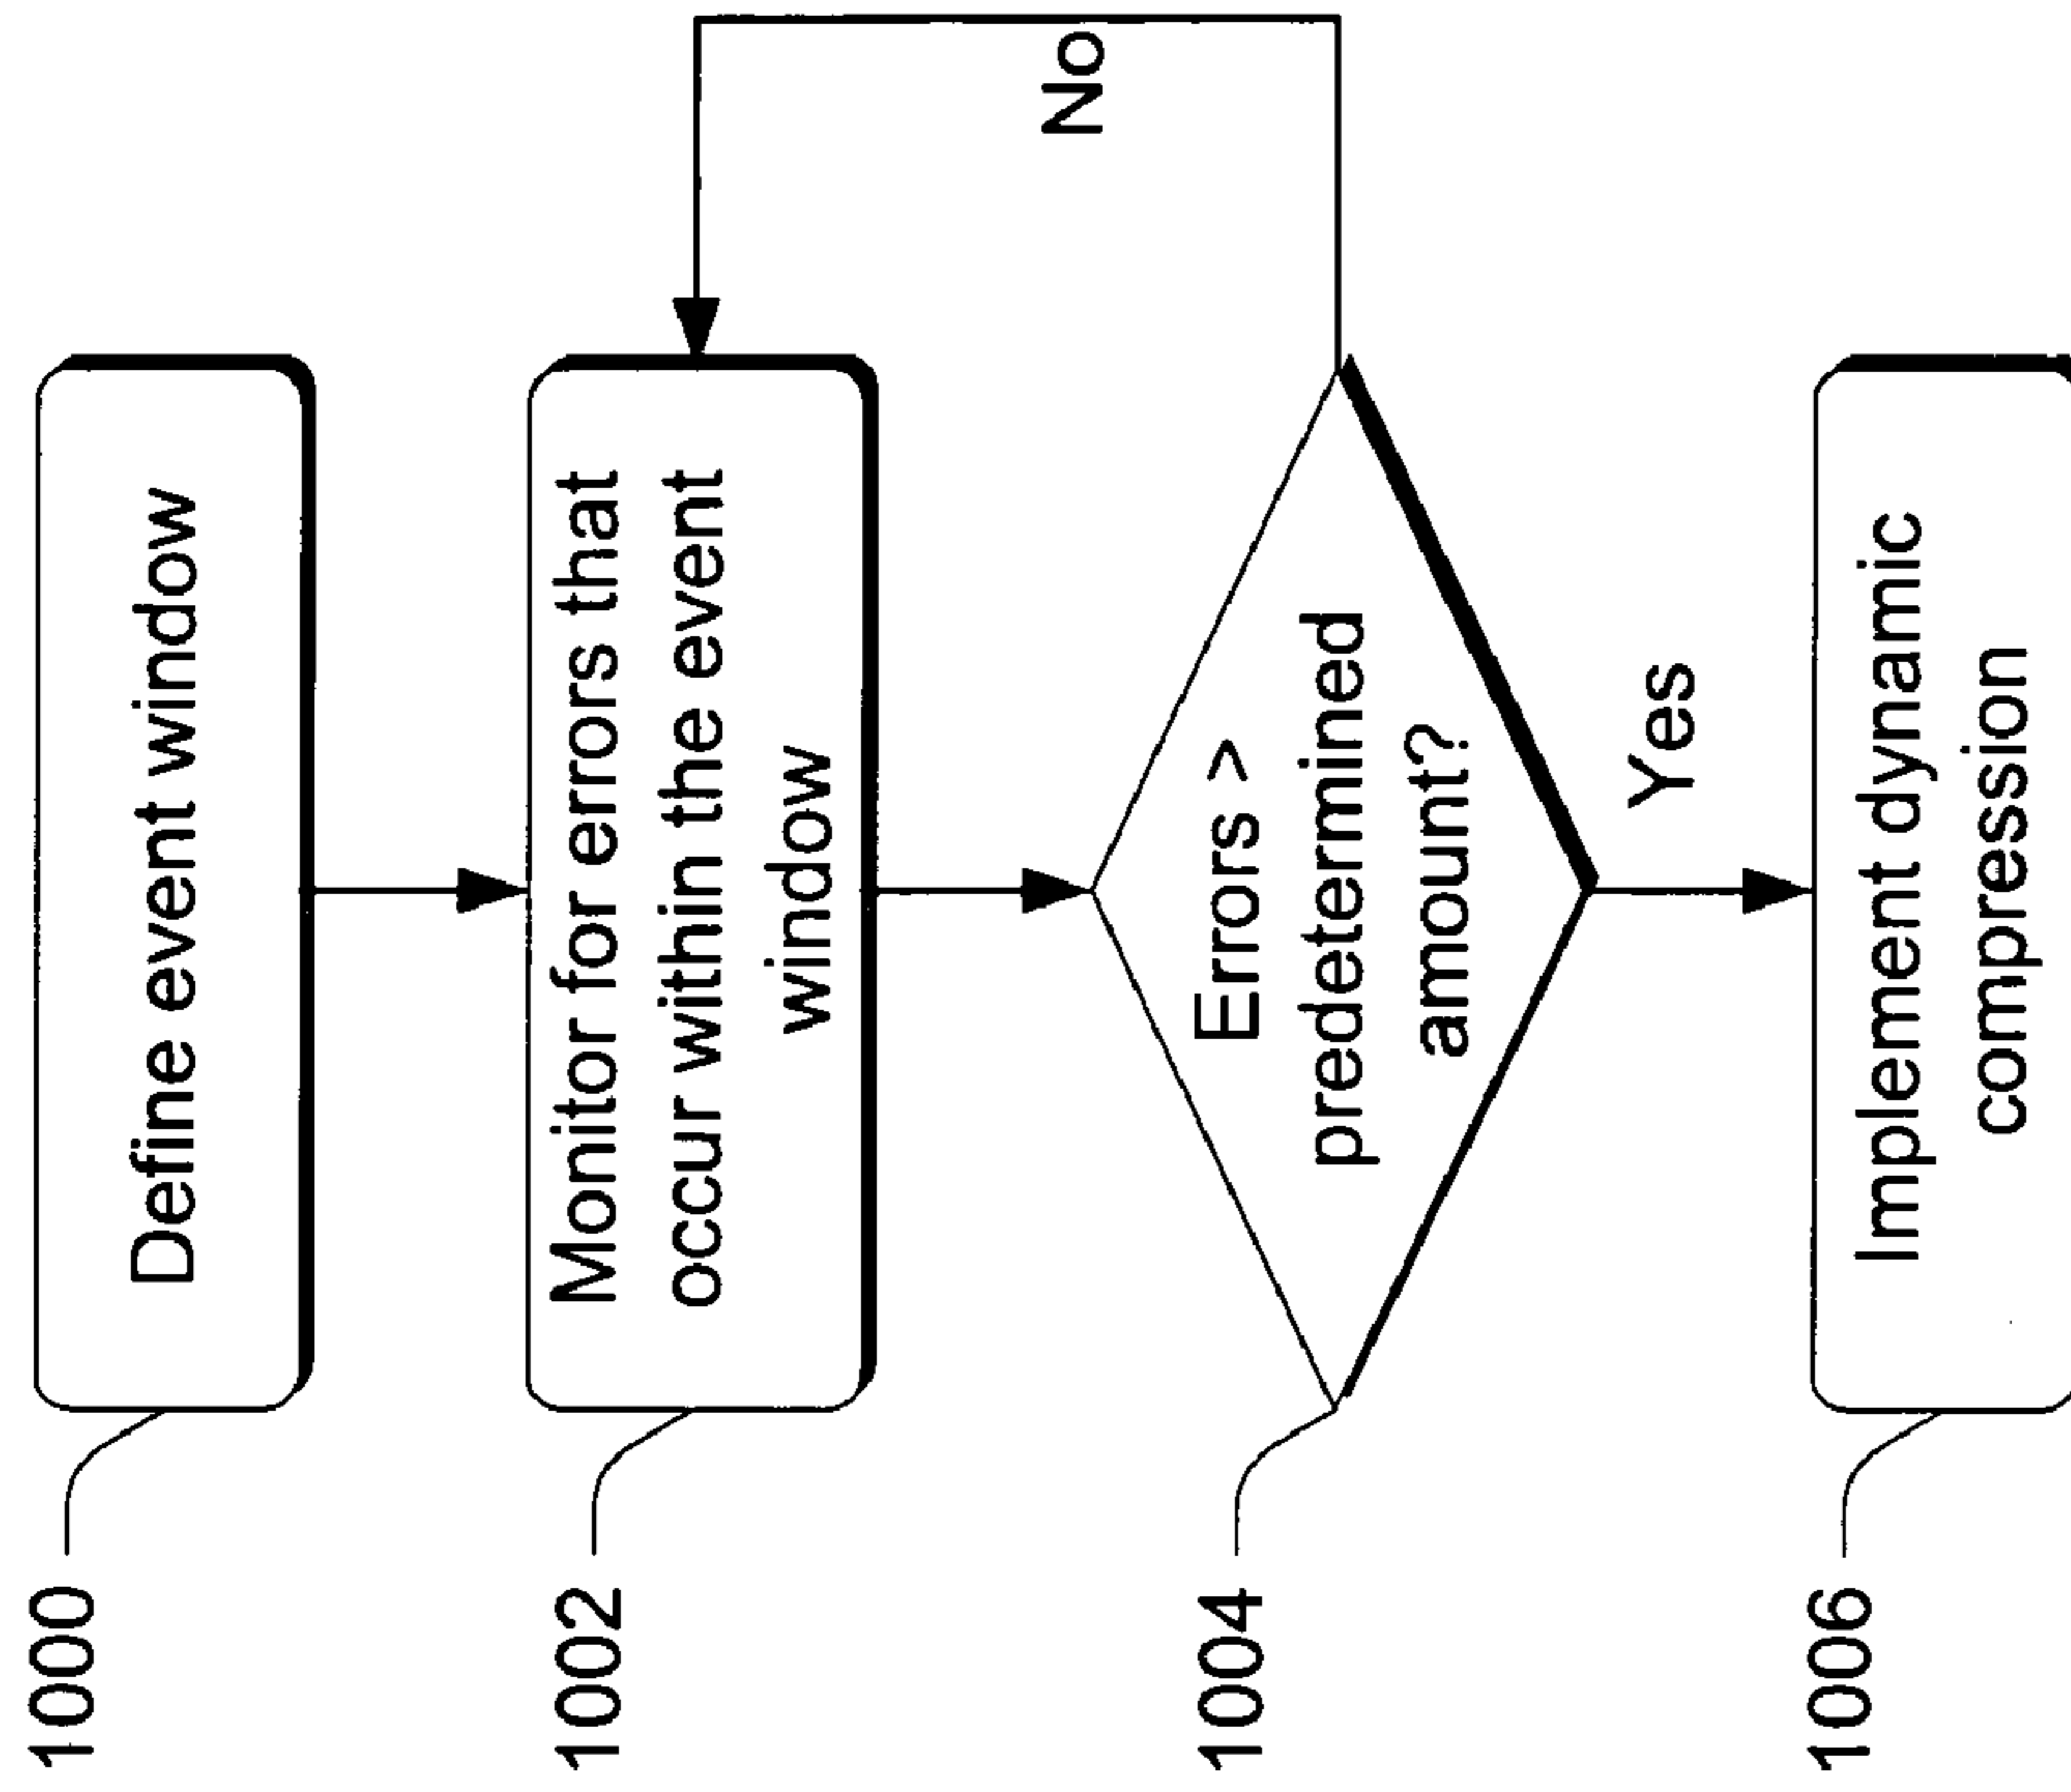 1000
Define event window
1002
Monitor for errors that
occur within the event
window
No
1004
Errors >
predetermined
amount?
Yes
1006
Implement dynamic
compression